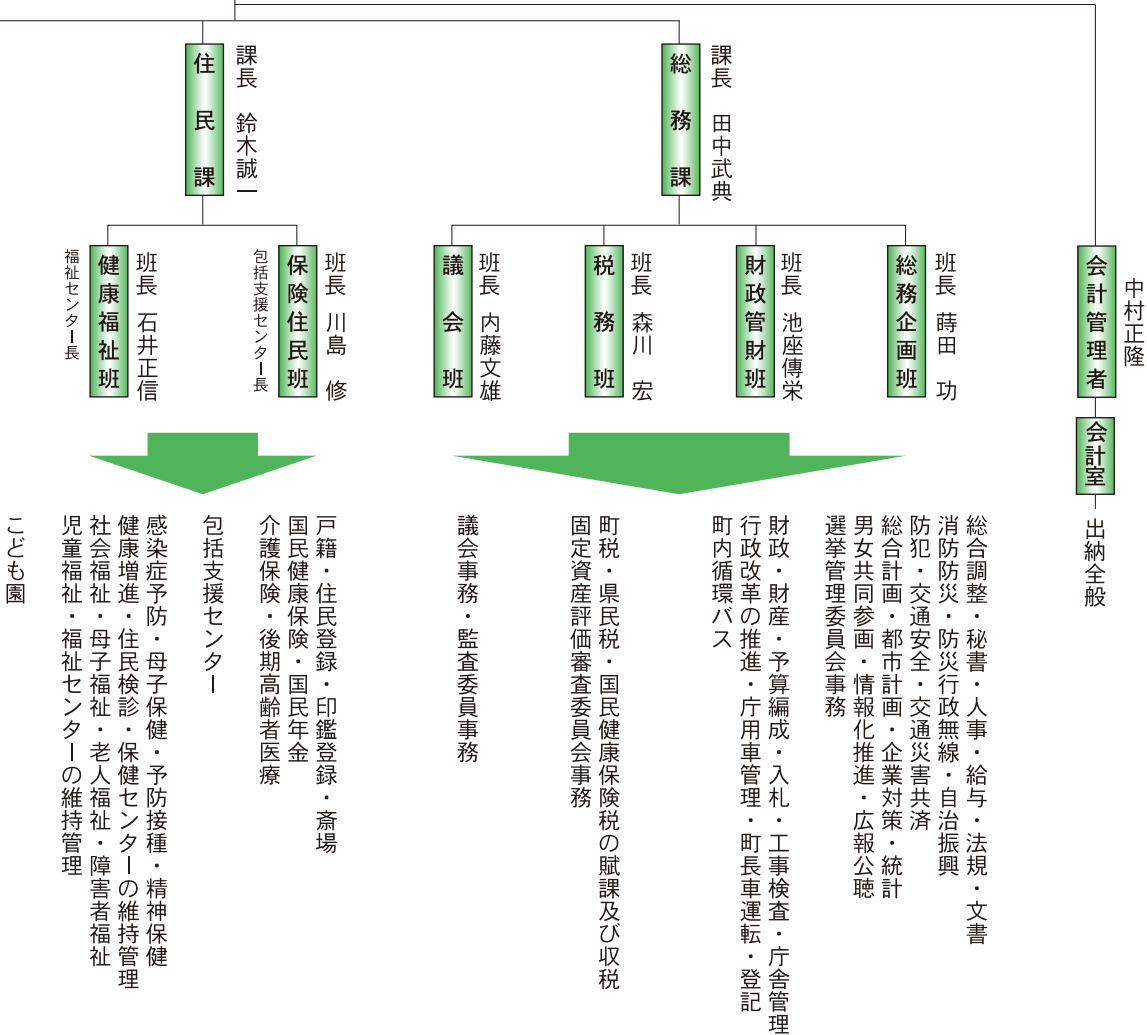 中村正隆
会計管理者
会計室
出納全般
課長 田中武典
総務課
班長 蒔田 功
総務企画班
班長 池座傳栄
財政管財班
班長 森川 宏
税務班
班長 内藤文雄
議会班
総合調整・秘書・人事・給与・法規・文書
消防防災・防災行政無線・自治振興
防犯・交通安全・交通災害共済
総合計画・都市計画・企業対策・統計
男女共同参画・情報化推進・広報公聴
選挙管理委員会事務
財政・財産・予算編成・入札・工事検査・庁舎管理
行政改革の推進・庁用車管理・町長車運転・登記
町内循環バス
町税・県民税・国民健康保険税の賦課及び収税
固定資産評価審査委員会事務
議会事務・監査委員事務
課長 鈴木誠一
住民課
班長 川島 修
保険住民班
包括支援センター長
班長 石井正信
健康福祉班
福祉センター長
戸籍・住民登録・印鑑登録・斎場
国民健康保険・国民年金
介護保険・後期高齢者医療
包括支援センター
感染症予防・母子保健・予防接種・精神保健
健康増進・住民検診・保健センターの維持管理
社会福祉・母子福祉・老人福祉・障害者福祉
児童福祉・福祉センターの維持管理
こども園